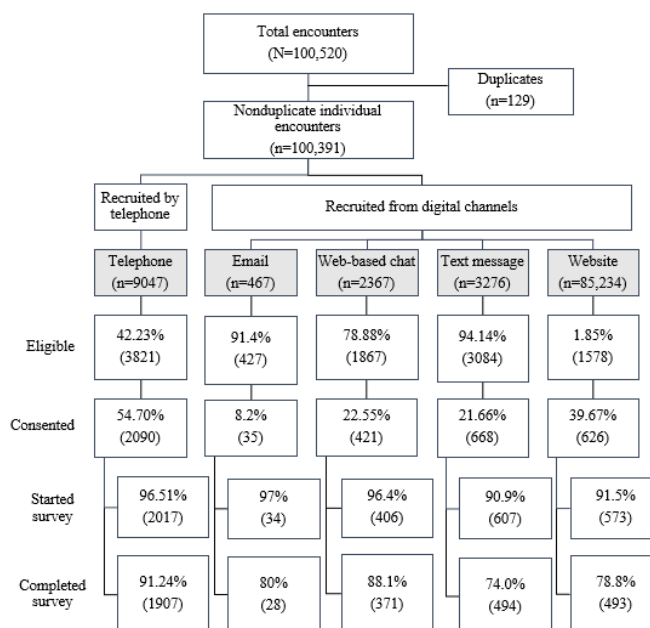 Total encounters
(N=100,520)
Duplicates
(n=129)
Nonduplicate individual
encounters
(n=100,391)
Recruited by
telephone
Recruited from digital channels
Telephone
(n=9047)
Email
(n=467)
Web-based chat
(n=2367)
Text message
(n=3276)
Website
(n=85,234)
Eligible
42.23%
(3821)
91.4%
(427)
78.88%
(1867)
94.14%
(3084)
1.85%
(1578)
Consented
54.70%
(2090)
8.2%
(35)
22.55%
(421)
21.66%
(668)
39.67%
(626)
Started
survey
96.51%
(2017)
97%
(34)
96.4%
(406)
90.9%
(607)
91.5%
(573)
Completed
survey
91.24%
(1907)
80%
(28)
88.1%
(371)
74.0%
(494)
78.8%
(493)